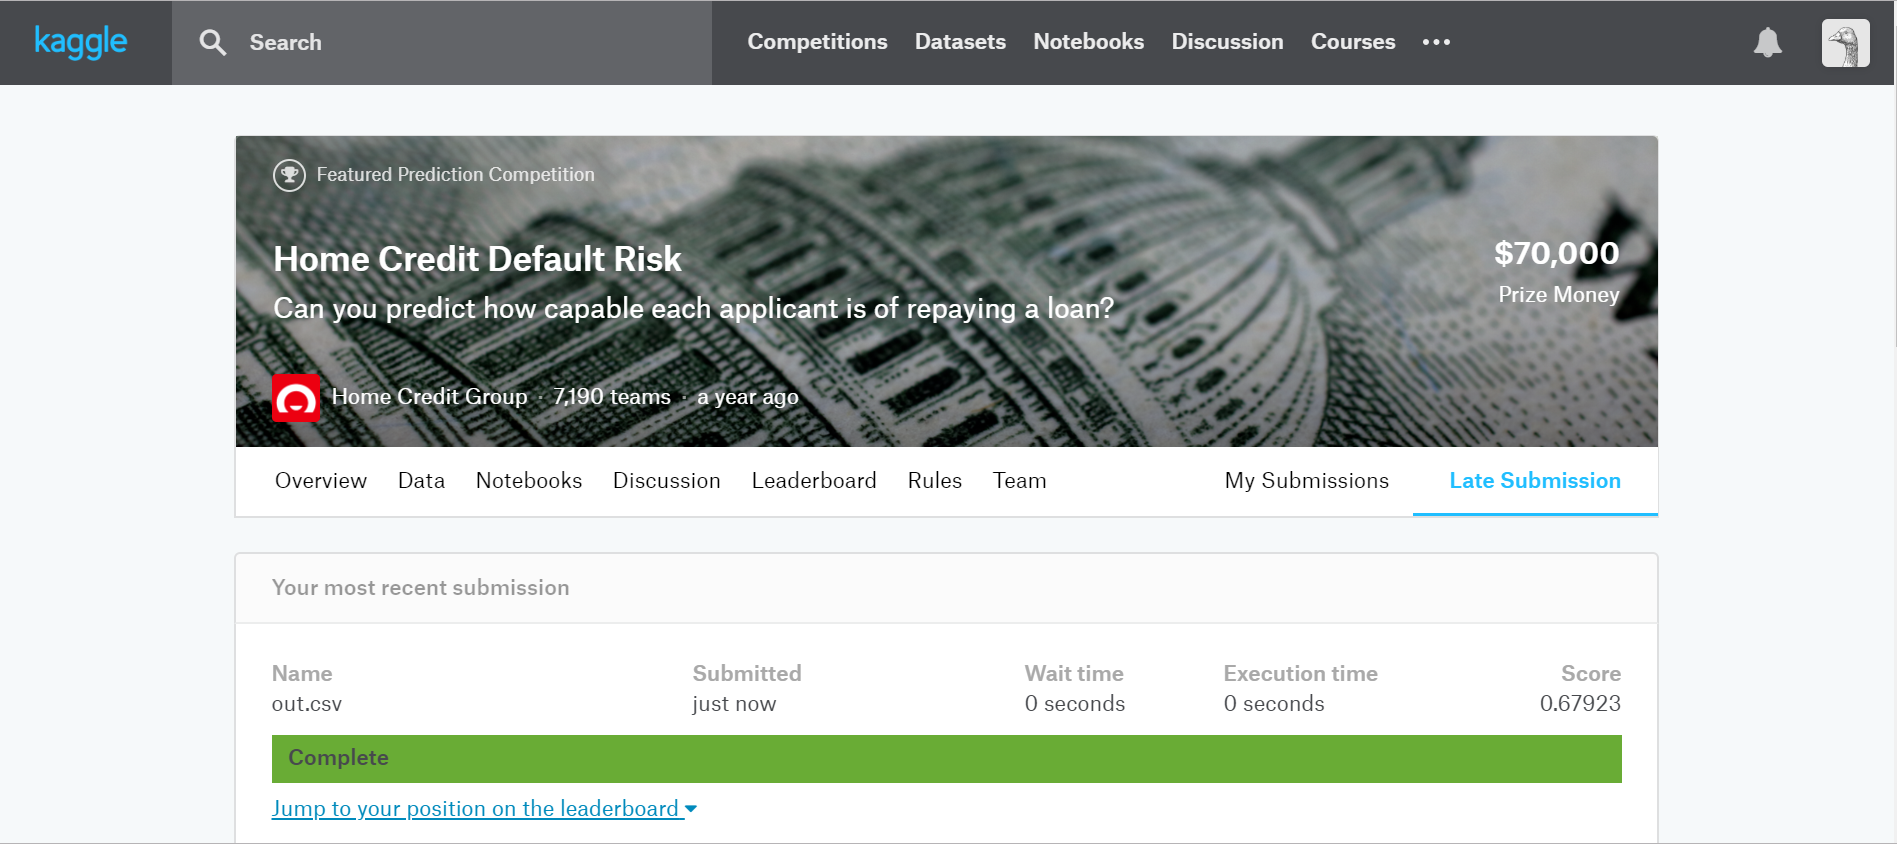 kaggle
Search
Competitions Datasets Notebooks Discussion Courses •••
Featured Prediction Competition
Home Credit Default Risk
Can you predict how capable each applicant is of repaying a loan?
$70,000
Prize Money
Home Credit Group · 7,190 teams · a year ago
Overview Data Notebooks Discussion Leaderboard Rules Team My Submissions Late Submission
Your most recent submission
Name Submitted Wait time Execution time Score
out.csv just now 0 seconds 0 seconds 0.67923
Complete
Jump to your position on the leaderboard